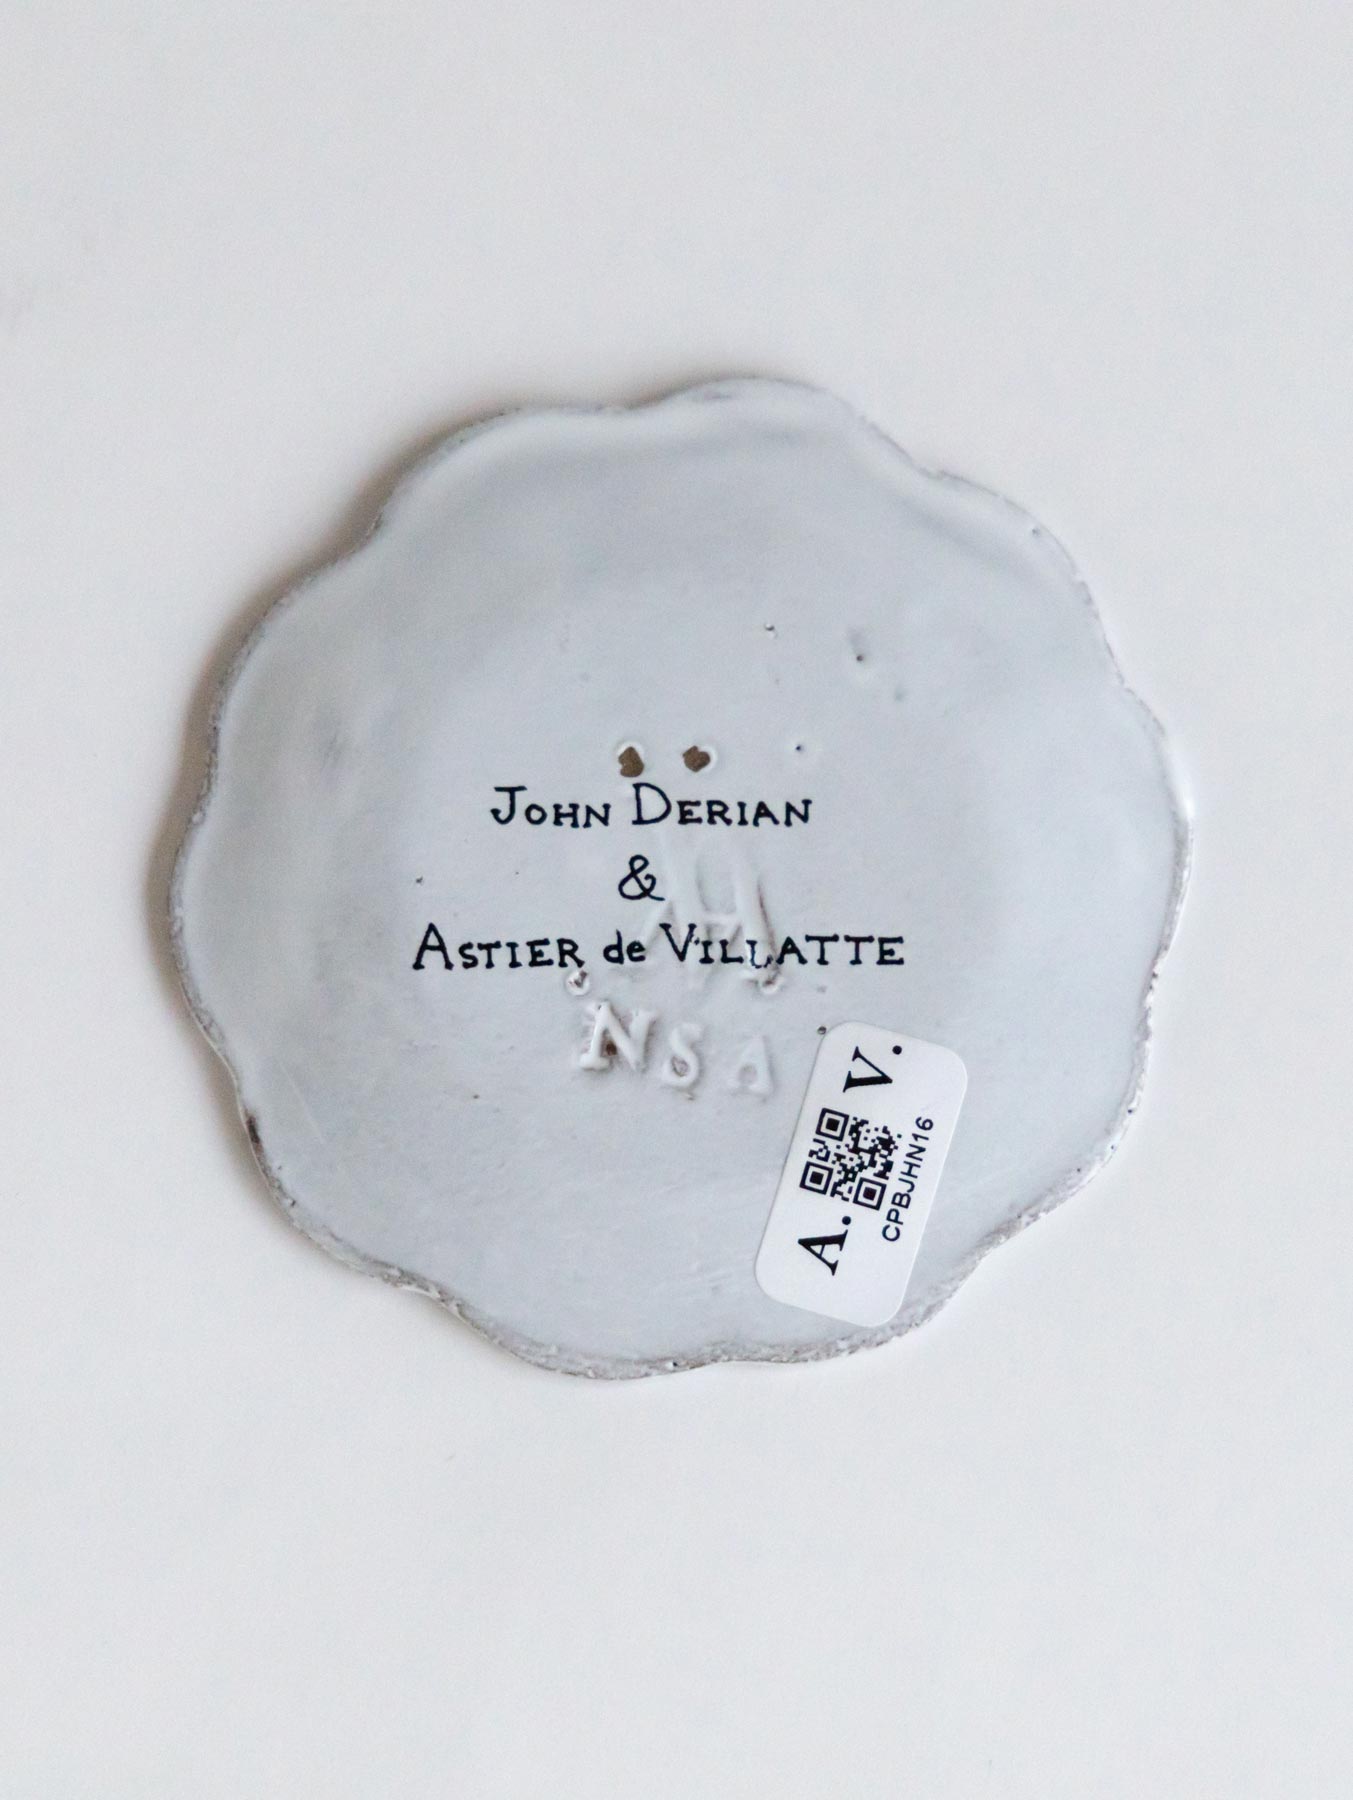 John Derian
&
Astier de Villatte
NSA
A. V.
CPBJHN16